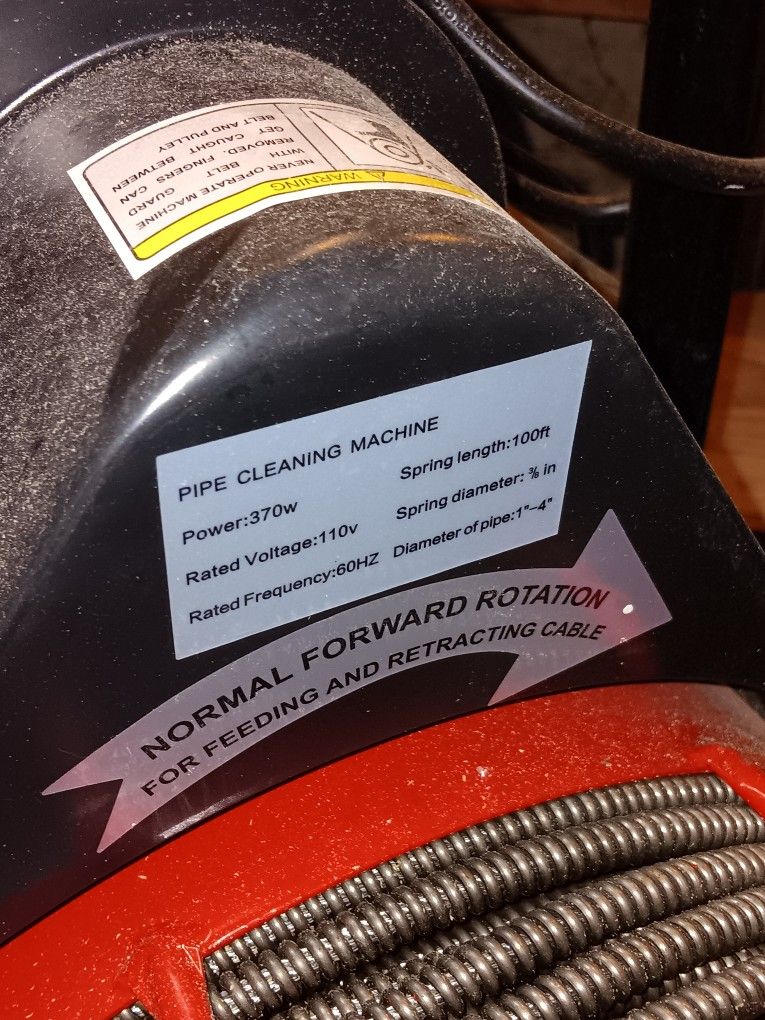 ⚠ WARNING
NEVER OPERATE MACHINE
WITH BELT GUARD
REMOVED. FINGERS CAN
GET CAUGHT BETWEEN
BELT AND PULLEY
PIPE CLEANING MACHINE
Power:370w
Spring length:100ft
Rated Voltage:110v
Spring diameter: ⅜ in
Rated Frequency:60HZ
Diameter of pipe:1"–4"
NORMAL FORWARD ROTATION
FOR FEEDING AND RETRACTING CABLE